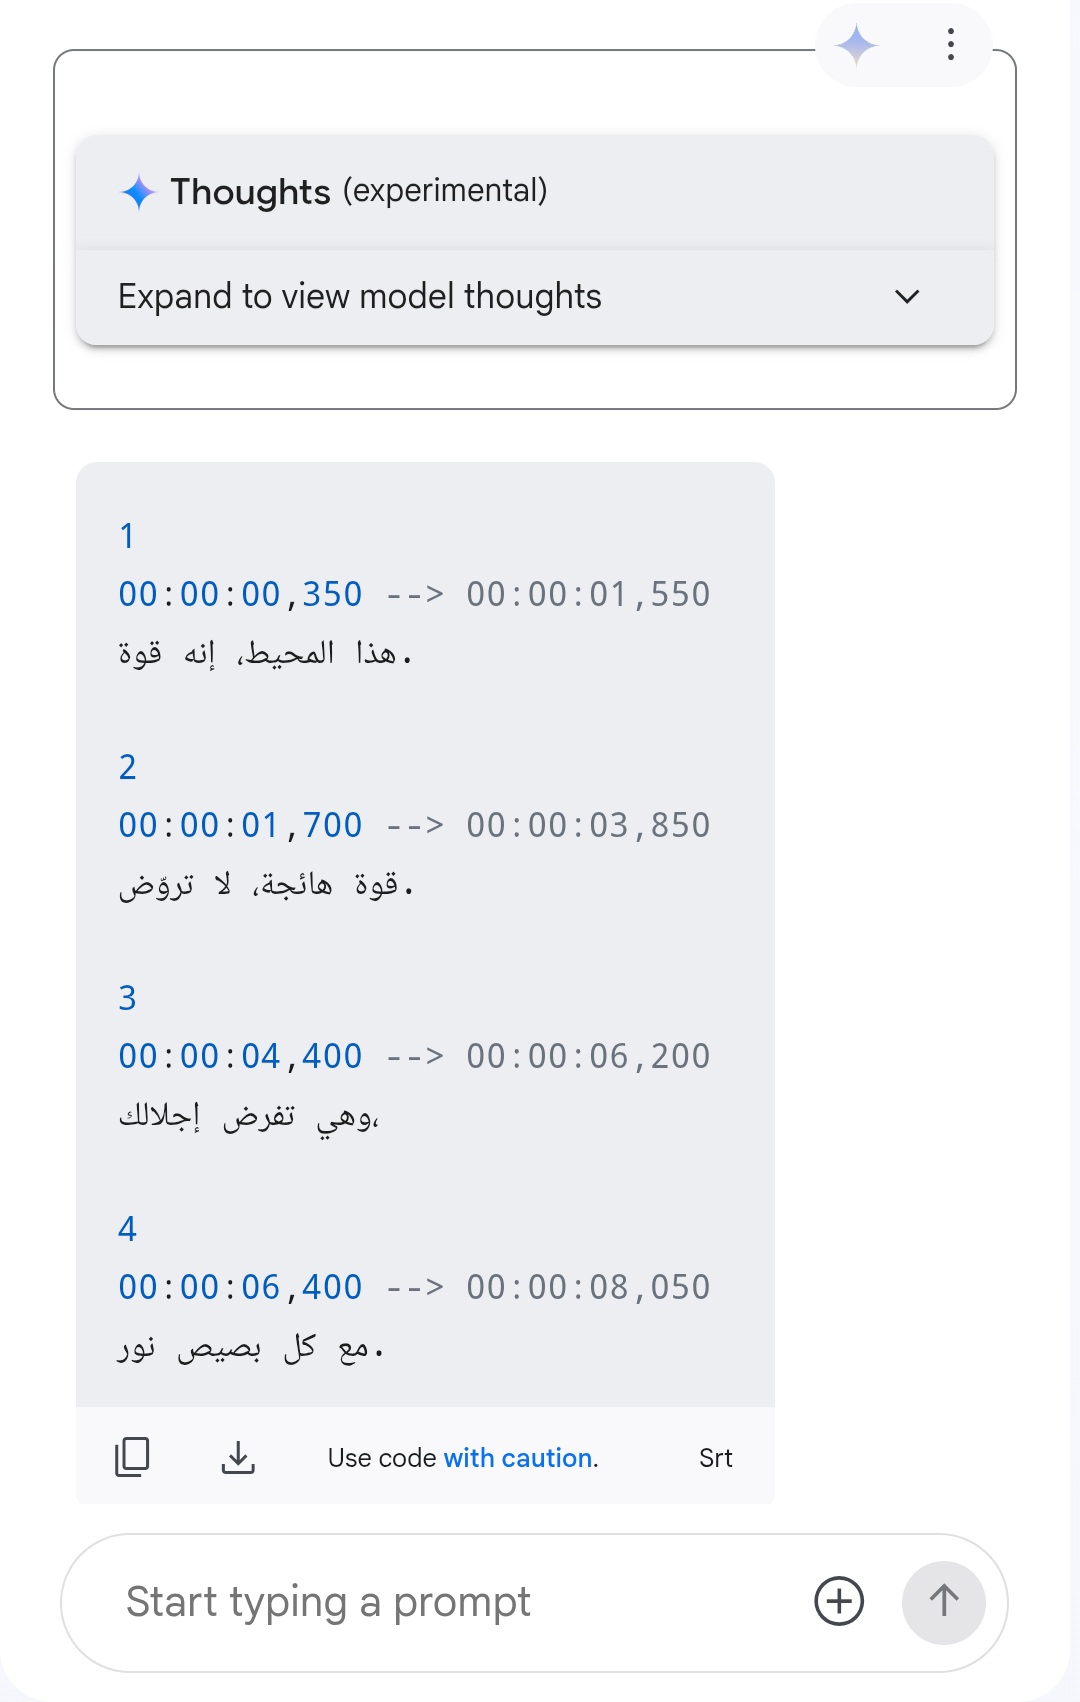 Thoughts (experimental)
Expand to view model thoughts
1
00:00:00,350 --> 00:00:01,550
هذا المحيط، إنه قوة.
2
00:00:01,700 --> 00:00:03,850
قوة هائجة، لا تروّض.
3
00:00:04,400 --> 00:00:06,200
وهي تفرض إجلالك،
4
00:00:06,400 --> 00:00:08,050
مع كل بصيص نور.
Use code with caution. Srt
Start typing a prompt